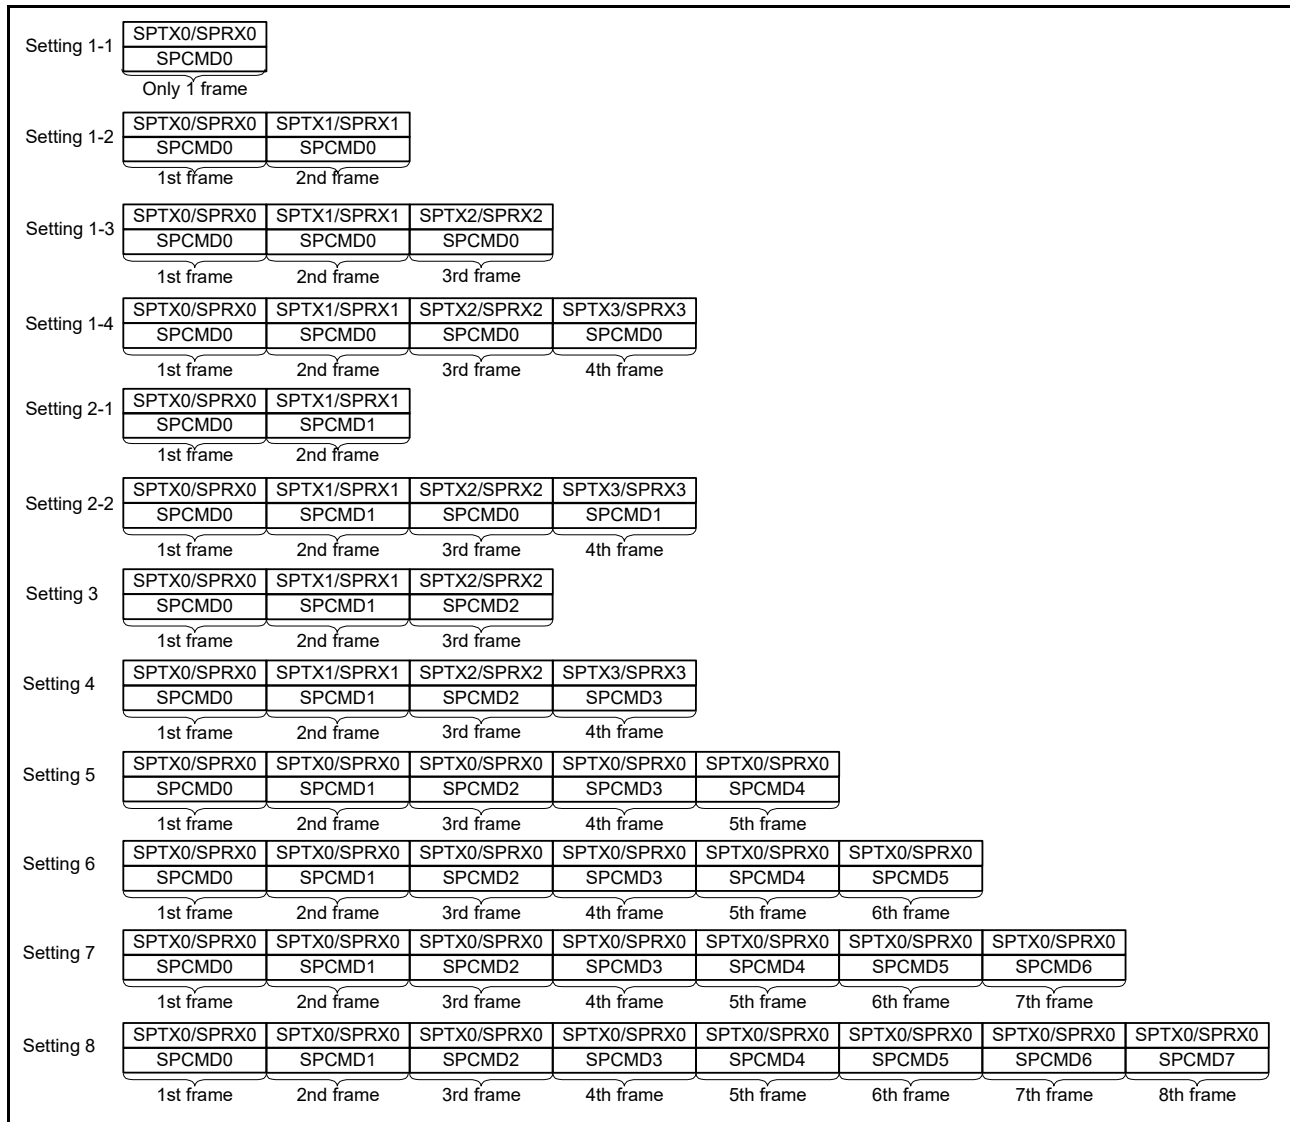 Setting 1-1 SPTX0/SPRX0
SPCMD0
Only 1 frame
Setting 1-2 SPTX0/SPRX0 SPTX1/SPRX1
SPCMD0 SPCMD0
1st frame 2nd frame
Setting 1-3 SPTX0/SPRX0 SPTX1/SPRX1 SPTX2/SPRX2
SPCMD0 SPCMD0 SPCMD0
1st frame 2nd frame 3rd frame
Setting 1-4 SPTX0/SPRX0 SPTX1/SPRX1 SPTX2/SPRX2 SPTX3/SPRX3
SPCMD0 SPCMD0 SPCMD0 SPCMD0
1st frame 2nd frame 3rd frame 4th frame
Setting 2-1 SPTX0/SPRX0 SPTX1/SPRX1
SPCMD0 SPCMD1
1st frame 2nd frame
Setting 2-2 SPTX0/SPRX0 SPTX1/SPRX1 SPTX2/SPRX2 SPTX3/SPRX3
SPCMD0 SPCMD1 SPCMD0 SPCMD1
1st frame 2nd frame 3rd frame 4th frame
Setting 3 SPTX0/SPRX0 SPTX1/SPRX1 SPTX2/SPRX2
SPCMD0 SPCMD1 SPCMD2
1st frame 2nd frame 3rd frame
Setting 4 SPTX0/SPRX0 SPTX1/SPRX1 SPTX2/SPRX2 SPTX3/SPRX3
SPCMD0 SPCMD1 SPCMD2 SPCMD3
1st frame 2nd frame 3rd frame 4th frame
Setting 5 SPTX0/SPRX0 SPTX0/SPRX0 SPTX0/SPRX0 SPTX0/SPRX0 SPTX0/SPRX0
SPCMD0 SPCMD1 SPCMD2 SPCMD3 SPCMD4
1st frame 2nd frame 3rd frame 4th frame 5th frame
Setting 6 SPTX0/SPRX0 SPTX0/SPRX0 SPTX0/SPRX0 SPTX0/SPRX0 SPTX0/SPRX0 SPTX0/SPRX0
SPCMD0 SPCMD1 SPCMD2 SPCMD3 SPCMD4 SPCMD5
1st frame 2nd frame 3rd frame 4th frame 5th frame 6th frame
Setting 7 SPTX0/SPRX0 SPTX0/SPRX0 SPTX0/SPRX0 SPTX0/SPRX0 SPTX0/SPRX0 SPTX0/SPRX0 SPTX0/SPRX0
SPCMD0 SPCMD1 SPCMD2 SPCMD3 SPCMD4 SPCMD5 SPCMD6
1st frame 2nd frame 3rd frame 4th frame 5th frame 6th frame 7th frame
Setting 8 SPTX0/SPRX0 SPTX0/SPRX0 SPTX0/SPRX0 SPTX0/SPRX0 SPTX0/SPRX0 SPTX0/SPRX0 SPTX0/SPRX0 SPTX0/SPRX0
SPCMD0 SPCMD1 SPCMD2 SPCMD3 SPCMD4 SPCMD5 SPCMD6 SPCMD7
1st frame 2nd frame 3rd frame 4th frame 5th frame 6th frame 7th frame 8th frame